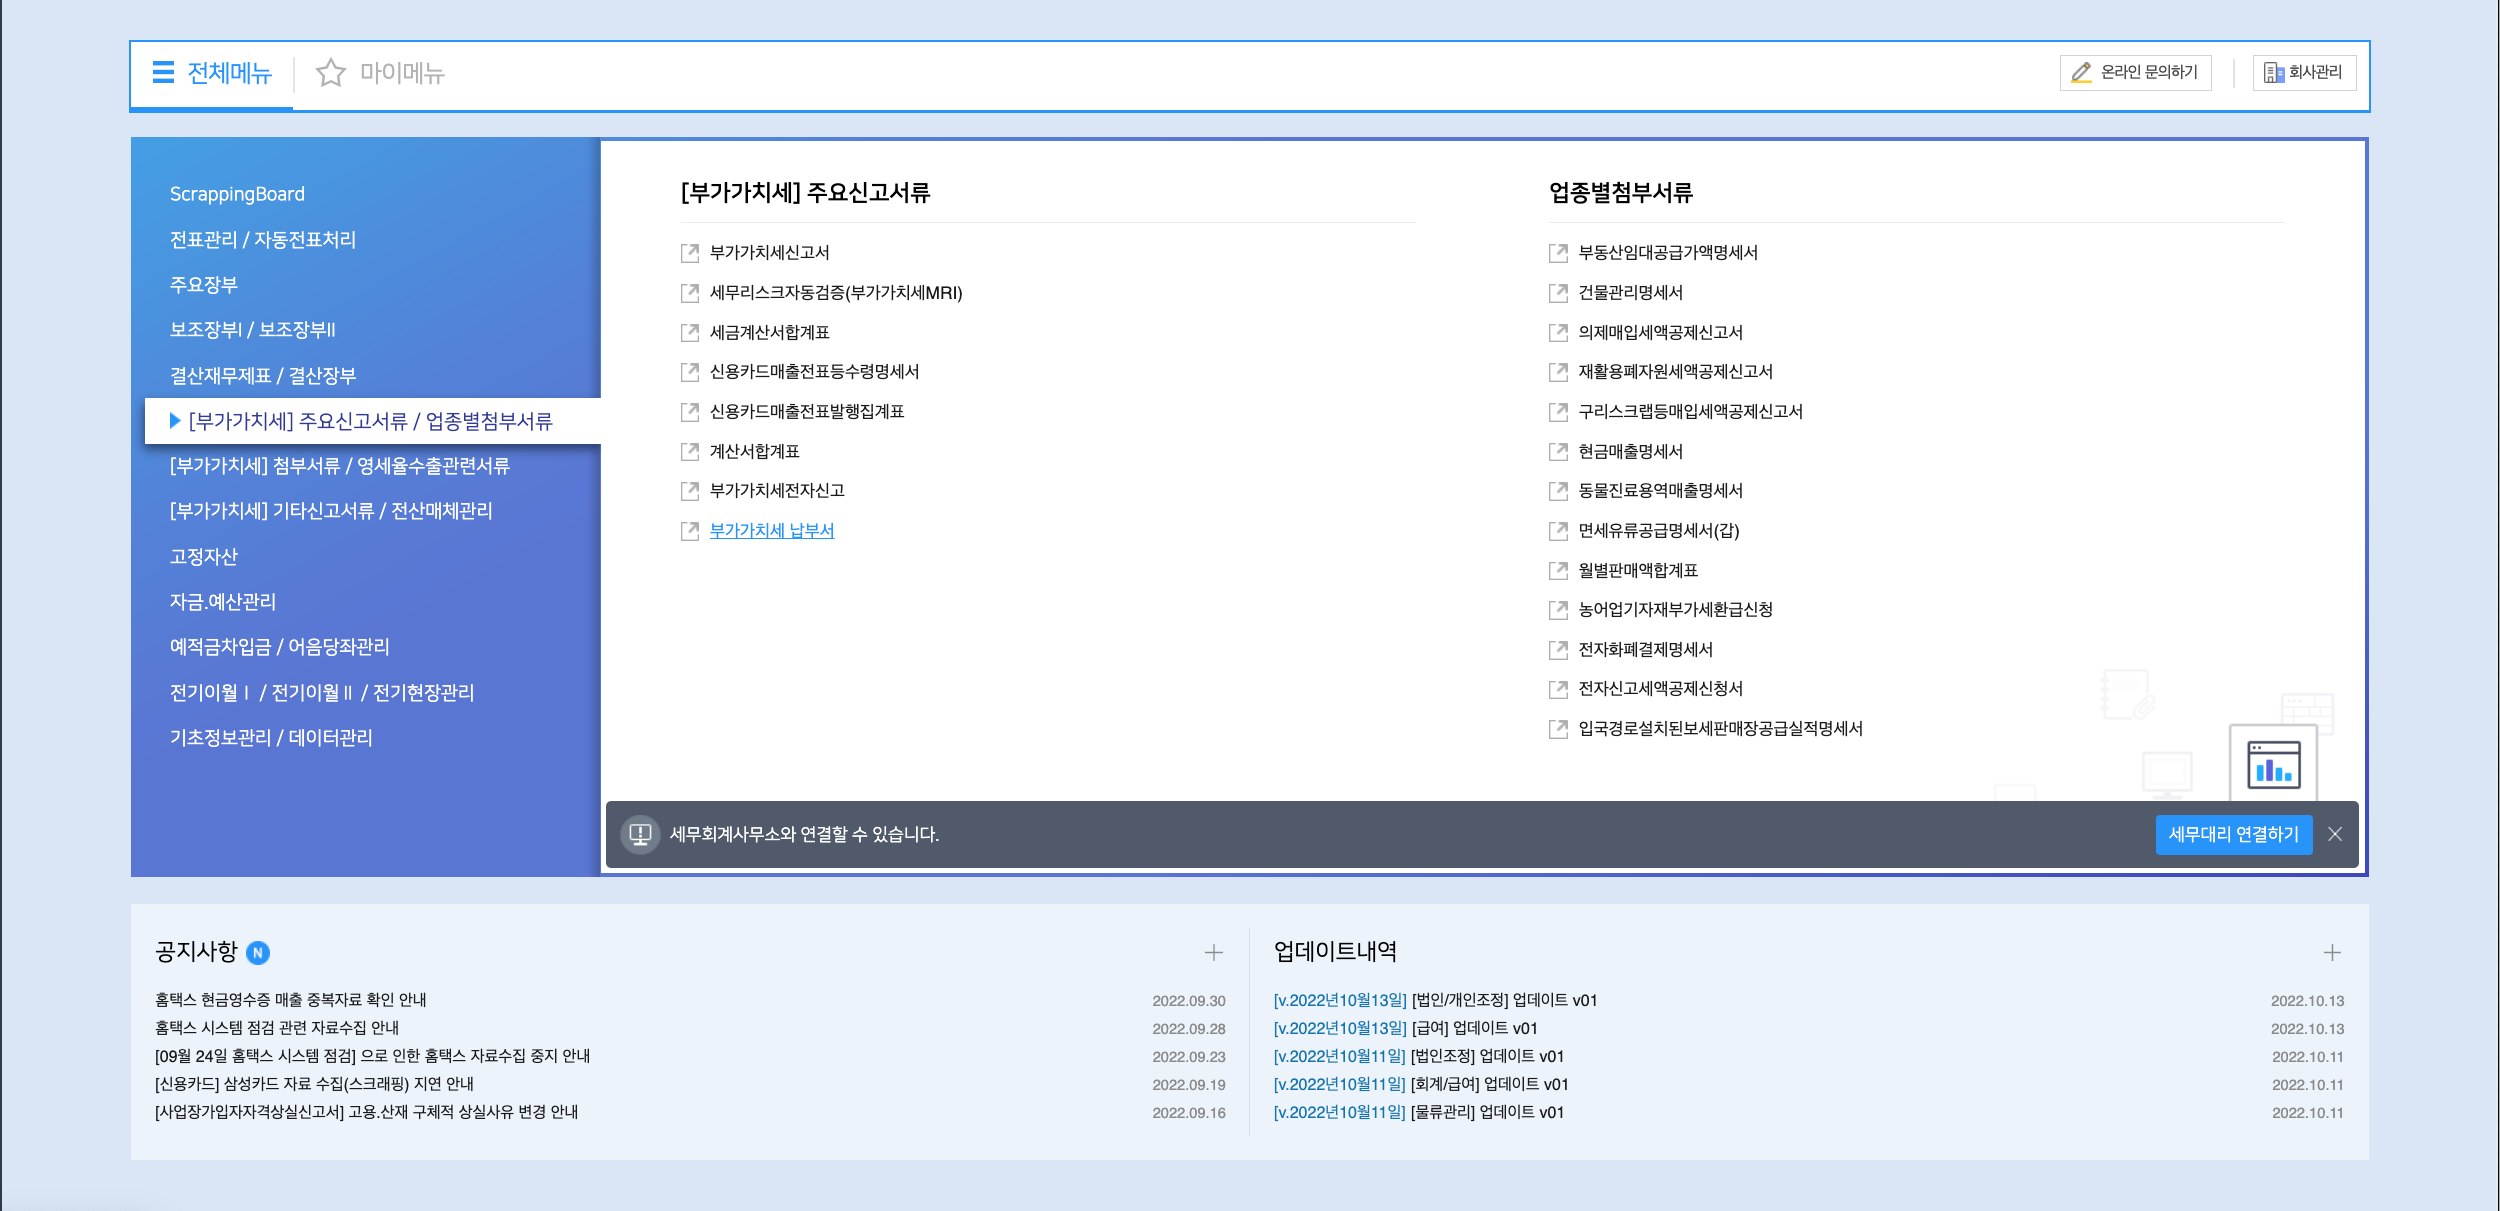 전체메뉴
마이메뉴
온라인 문의하기
회사관리
ScrappingBoard
전표관리 / 자동전표처리
주요장부
보조장부I / 보조장부II
결산재무제표 / 결산장부
[부가가치세] 주요신고서류 / 업종별첨부서류
[부가가치세] 첨부서류 / 영세율수출관련서류
[부가가치세] 기타신고서류 / 전산매체관리
고정자산
자금.예산관리
예적금차입금 / 어음당좌관리
전기이월Ⅰ / 전기이월Ⅱ / 전기현장관리
기초정보관리 / 데이터관리
[부가가치세] 주요신고서류
부가가치세신고서
세무리스크자동검증(부가가치세MRI)
세금계산서합계표
신용카드매출전표등수령명세서
신용카드매출전표발행집계표
계산서합계표
부가가치세전자신고
부가가치세 납부서
업종별첨부서류
부동산임대공급가액명세서
건물관리명세서
의제매입세액공제신고서
재활용폐자원세액공제신고서
구리스크랩등매입세액공제신고서
현금매출명세서
동물진료용역매출명세서
면세유류공급명세서(갑)
월별판매액합계표
농어업기자재부가세환급신청
전자화폐결제명세서
전자신고세액공제신청서
입국경로설치된보세판매장공급실적명세서
세무회계사무소와 연결할 수 있습니다.
세무대리 연결하기
공지사항 N
홈택스 현금영수증 매출 중복자료 확인 안내 2022.09.30
홈택스 시스템 점검 관련 자료수집 안내 2022.09.28
[09월 24일 홈택스 시스템 점검] 으로 인한 홈택스 자료수집 중지 안내 2022.09.23
[신용카드] 삼성카드 자료 수집(스크래핑) 지연 안내 2022.09.19
[사업장가입자자격상실신고서] 고용.산재 구체적 상실사유 변경 안내 2022.09.16
업데이트내역
[v.2022년10월13일] [법인/개인조정] 업데이트 v01 2022.10.13
[v.2022년10월13일] [급여] 업데이트 v01 2022.10.13
[v.2022년10월11일] [법인조정] 업데이트 v01 2022.10.11
[v.2022년10월11일] [회계/급여] 업데이트 v01 2022.10.11
[v.2022년10월11일] [물류관리] 업데이트 v01 2022.10.11